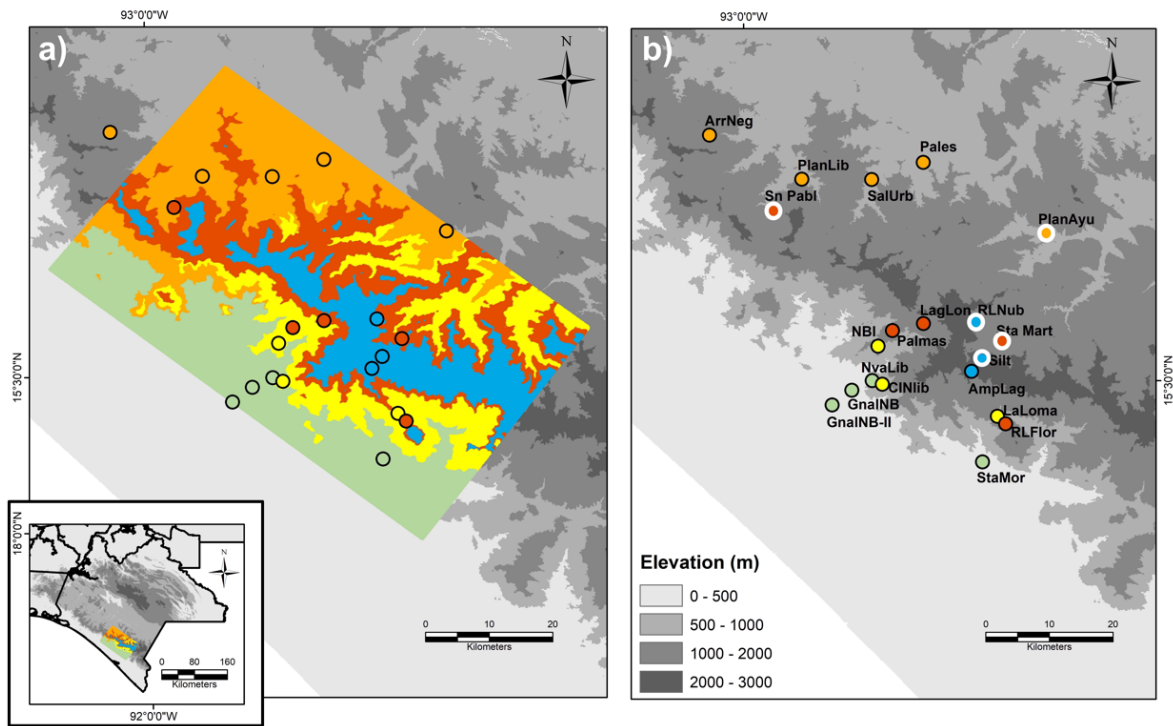 93°0'0"W
93°0'0"W
a)
N
15°30'0"N
0 10 20
Kilometers
18°0'0"N
N
0 80 160
Kilometers
92°0'0"W
b)
N
ArrNeg
Pales
PlanLib
SalUrb
Sn Pabl
PlanAyu
LagLon
RLNub
NBI
Palmas
Sta Mart
Silt
NvaLib
ClNlib
AmpLag
GnalNB
GnalNB-II
LaLoma
RLFlor
StaMor
15°30'0"N
Elevation (m)
0 - 500
500 - 1000
1000 - 2000
2000 - 3000
0 10 20
Kilometers